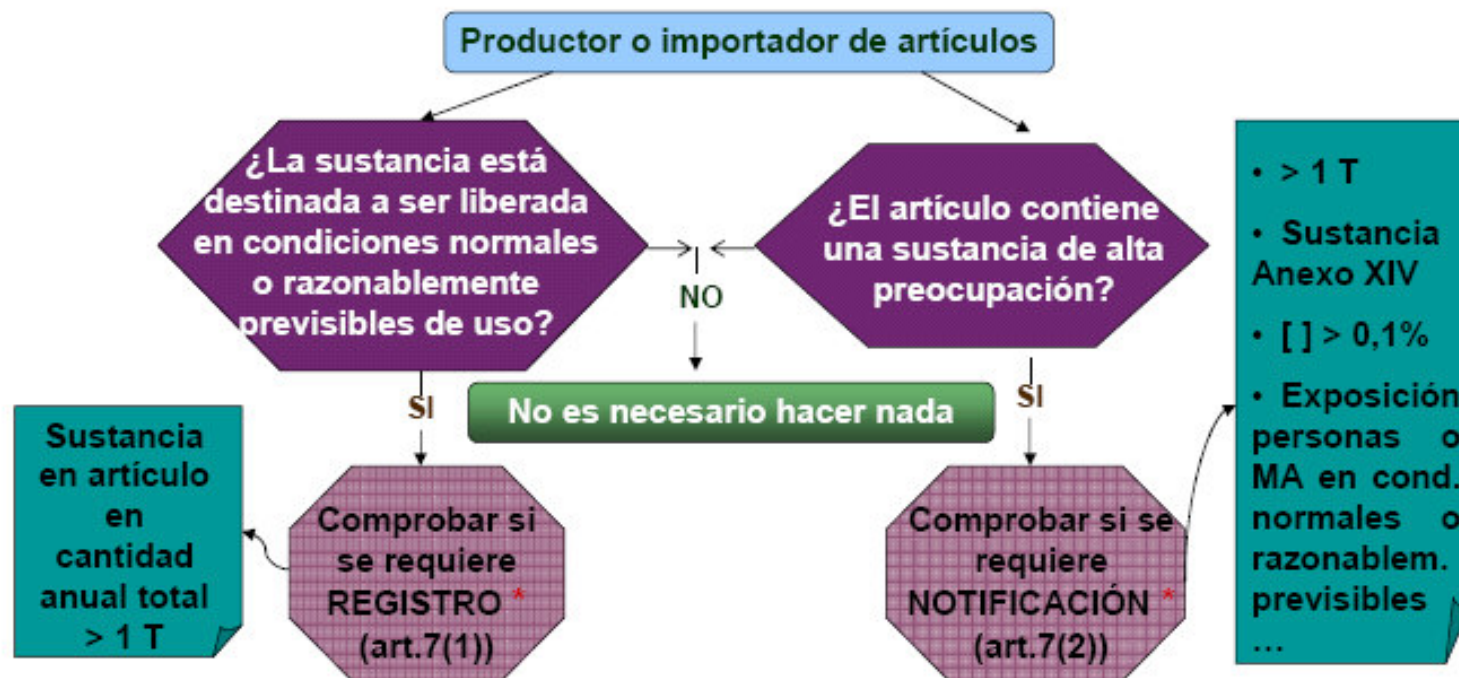 Productor o importador de artículos
¿La sustancia está
destinada a ser liberada
en condiciones normales
o razonablemente
previsibles de uso?
¿El artículo contiene
una sustancia de alta
preocupación?
NO
No es necesario hacer nada
SI
SI
Sustancia
en artículo
en
cantidad
anual total
> 1 T
Comprobar si
se requiere
REGISTRO *
(art.7(1))
Comprobar si se
requiere
NOTIFICACIÓN *
(art.7(2))
• > 1 T
• Sustancia
Anexo XIV
• [ ] > 0,1%
• Exposición
personas o
MA en cond.
normales o
razonablem.
previsibles
...